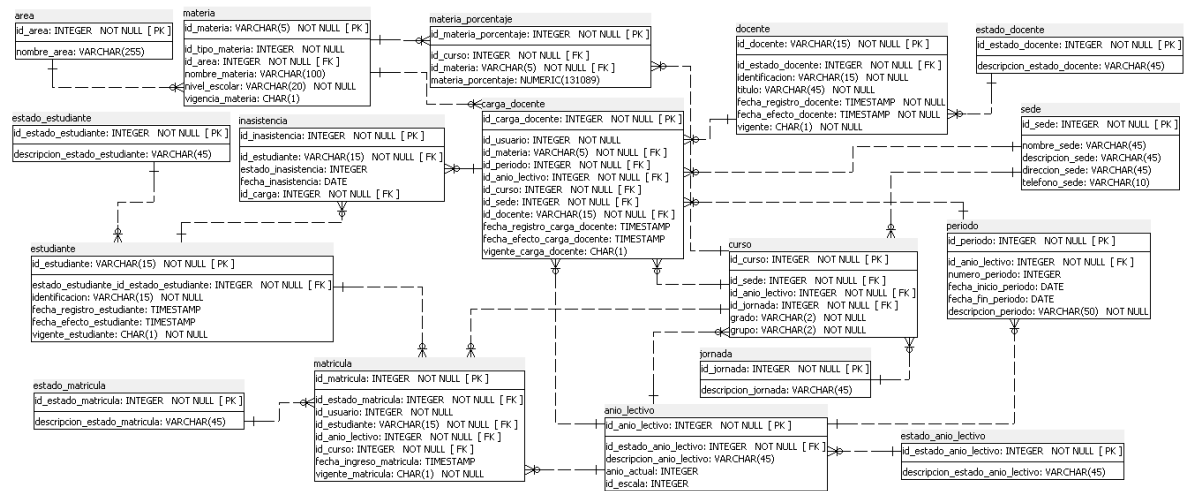 area
id_area: INTEGER NOT NULL [ PK ]
nombre_area: VARCHAR(255)
materia
id_materia: VARCHAR(5) NOT NULL [ PK ]
id_tipo_materia: INTEGER NOT NULL
id_area: INTEGER NOT NULL [ FK ]
nombre_materia: VARCHAR(100)
nivel_escolar: VARCHAR(20) NOT NULL
vigencia_materia: CHAR(1)
materia_porcentaje
id_materia_porcentaje: INTEGER NOT NULL [ PK ]
id_curso: INTEGER NOT NULL [ FK ]
id_materia: VARCHAR(5) NOT NULL [ FK ]
materia_porcentaje: NUMERIC(131089)
docente
id_docente: VARCHAR(15) NOT NULL [ PK ]
id_estado_docente: INTEGER NOT NULL [ FK ]
identificacion: VARCHAR(15) NOT NULL
titulo: VARCHAR(45) NOT NULL
fecha_registro_docente: TIMESTAMP NOT NULL
fecha_efecto_docente: TIMESTAMP NOT NULL
vigente: CHAR(1) NOT NULL
estado_docente
id_estado_docente: INTEGER NOT NULL [ PK ]
descripcion_estado_docente: VARCHAR(45)
estado_estudiante
id_estado_estudiante: INTEGER NOT NULL [ PK ]
descripcion_estado_estudiante: VARCHAR(45)
inasistencia
id_inasistencia: INTEGER NOT NULL [ PK ]
id_estudiante: VARCHAR(15) NOT NULL [ FK ]
estado_inasistencia: INTEGER
fecha_inasistencia: DATE
id_carga: INTEGER NOT NULL [ FK ]
carga_docente
id_carga_docente: INTEGER NOT NULL [ PK ]
id_usuario: INTEGER NOT NULL
id_materia: VARCHAR(5) NOT NULL [ FK ]
id_periodo: INTEGER NOT NULL [ FK ]
id_anio_lectivo: INTEGER NOT NULL [ FK ]
id_curso: INTEGER NOT NULL [ FK ]
id_sede: INTEGER NOT NULL [ FK ]
id_docente: VARCHAR(15) NOT NULL [ FK ]
fecha_registro_carga_docente: TIMESTAMP
fecha_efecto_carga_docente: TIMESTAMP
vigente_carga_docente: CHAR(1)
sede
id_sede: INTEGER NOT NULL [ PK ]
nombre_sede: VARCHAR(45)
descripcion_sede: VARCHAR(45)
direccion_sede: VARCHAR(45)
telefono_sede: VARCHAR(10)
estudiante
id_estudiante: VARCHAR(15) NOT NULL [ PK ]
estado_estudiante_id_estado_estudiante: INTEGER NOT NULL [ FK ]
identificacion: VARCHAR(15) NOT NULL
fecha_registro_estudiante: TIMESTAMP
fecha_efecto_estudiante: TIMESTAMP
vigente_estudiante: CHAR(1) NOT NULL
curso
id_curso: INTEGER NOT NULL [ PK ]
id_sede: INTEGER NOT NULL [ FK ]
id_anio_lectivo: INTEGER NOT NULL [ FK ]
id_jornada: INTEGER NOT NULL [ FK ]
grado: VARCHAR(2) NOT NULL
grupo: VARCHAR(2) NOT NULL
periodo
id_periodo: INTEGER NOT NULL [ PK ]
id_anio_lectivo: INTEGER NOT NULL [ FK ]
numero_periodo: INTEGER
fecha_inicio_periodo: DATE
fecha_fin_periodo: DATE
descripcion_periodo: VARCHAR(50) NOT NULL
estado_matricula
id_estado_matricula: INTEGER NOT NULL [ PK ]
descripcion_estado_matricula: VARCHAR(45)
matricula
id_matricula: INTEGER NOT NULL [ PK ]
id_estado_matricula: INTEGER NOT NULL [ FK ]
id_usuario: INTEGER NOT NULL
id_estudiante: VARCHAR(15) NOT NULL [ FK ]
id_anio_lectivo: INTEGER NOT NULL [ FK ]
id_curso: INTEGER NOT NULL [ FK ]
fecha_ingreso_matricula: TIMESTAMP
vigente_matricula: CHAR(1) NOT NULL
jornada
id_jornada: INTEGER NOT NULL [ PK ]
descripcion_jornada: VARCHAR(45)
anio_lectivo
id_anio_lectivo: INTEGER NOT NULL [ PK ]
id_estado_anio_lectivo: INTEGER NOT NULL [ FK ]
descripcion_anio_lectivo: VARCHAR(45)
anio_actual: INTEGER
id_escala: INTEGER
estado_anio_lectivo
id_estado_anio_lectivo: INTEGER NOT NULL [ PK ]
descripcion_estado_anio_lectivo: VARCHAR(45)